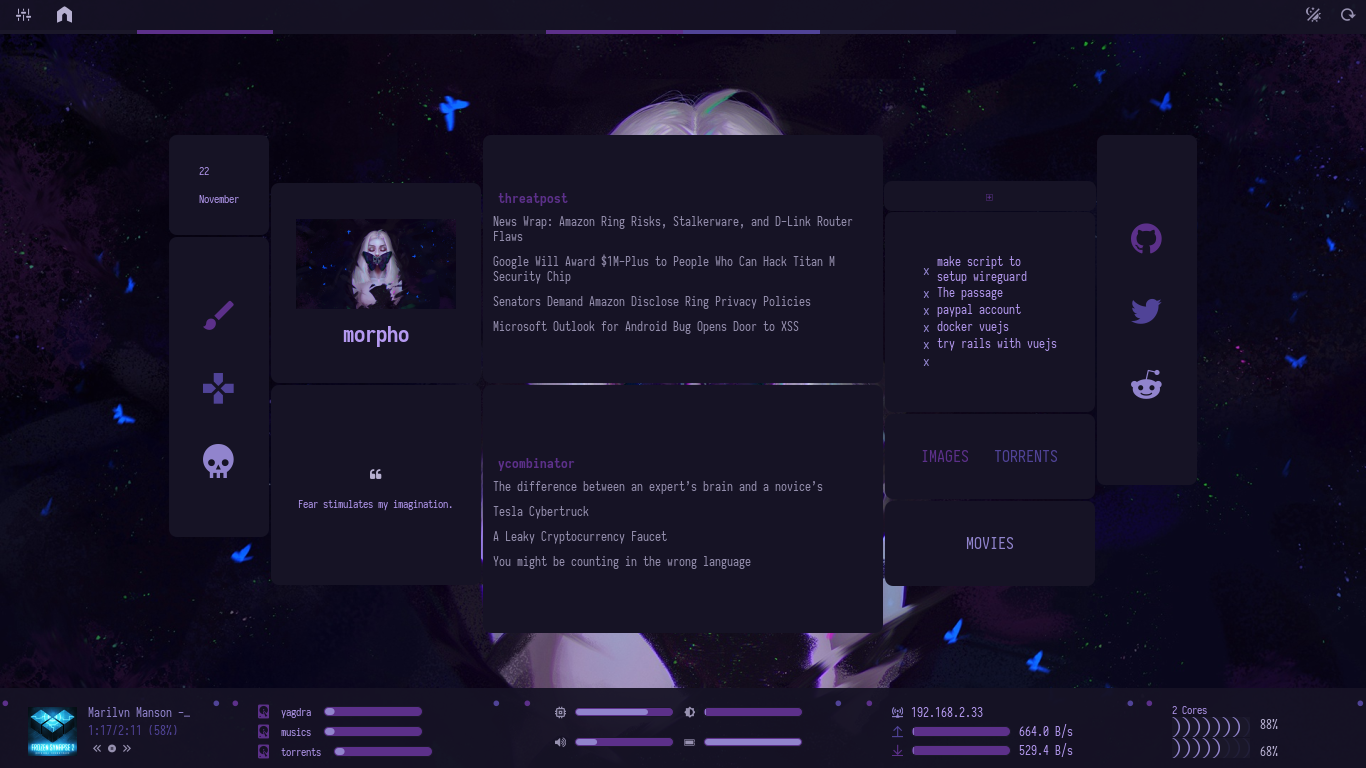 22
November
morpho
Fear stimulates my imagination.
threatpost
News Wrap: Amazon Ring Risks, Stalkerware, and D-Link Router
Flaws
Google Will Award $1M-Plus to People Who Can Hack Titan M
Security Chip
Senators Demand Amazon Disclose Ring Privacy Policies
Microsoft Outlook for Android Bug Opens Door to XSS
ycombinator
The difference between an expert’s brain and a novice’s
Tesla Cybertruck
A Leaky Cryptocurrency Faucet
You might be counting in the wrong language
x make script to
setup wireguard
x The passage
x paypal account
x docker vuejs
x try rails with vuejs
x
IMAGES TORRENTS
MOVIES
FROZEN SYNAPSE 2
Marilyn Manson -…
1:17/2:11 (58%)
yagdra
musics
torrents
192.168.2.33
664.0 B/s
529.4 B/s
2 Cores
88%
68%